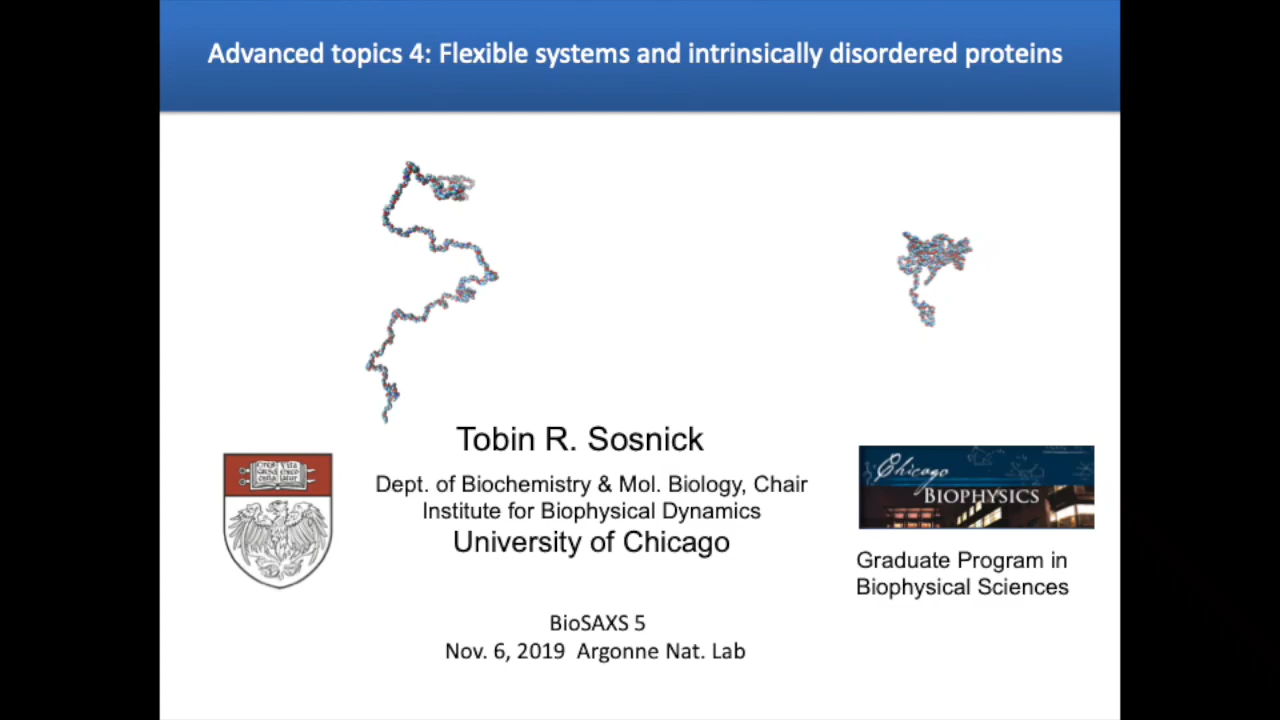 Advanced topics 4: Flexible systems and intrinsically disordered proteins
Tobin R. Sosnick
Dept. of Biochemistry & Mol. Biology, Chair
Institute for Biophysical Dynamics
University of Chicago
Chicago
BIOPHYSICS
Graduate Program in
Biophysical Sciences
BioSAXS 5
Nov. 6, 2019 Argonne Nat. Lab